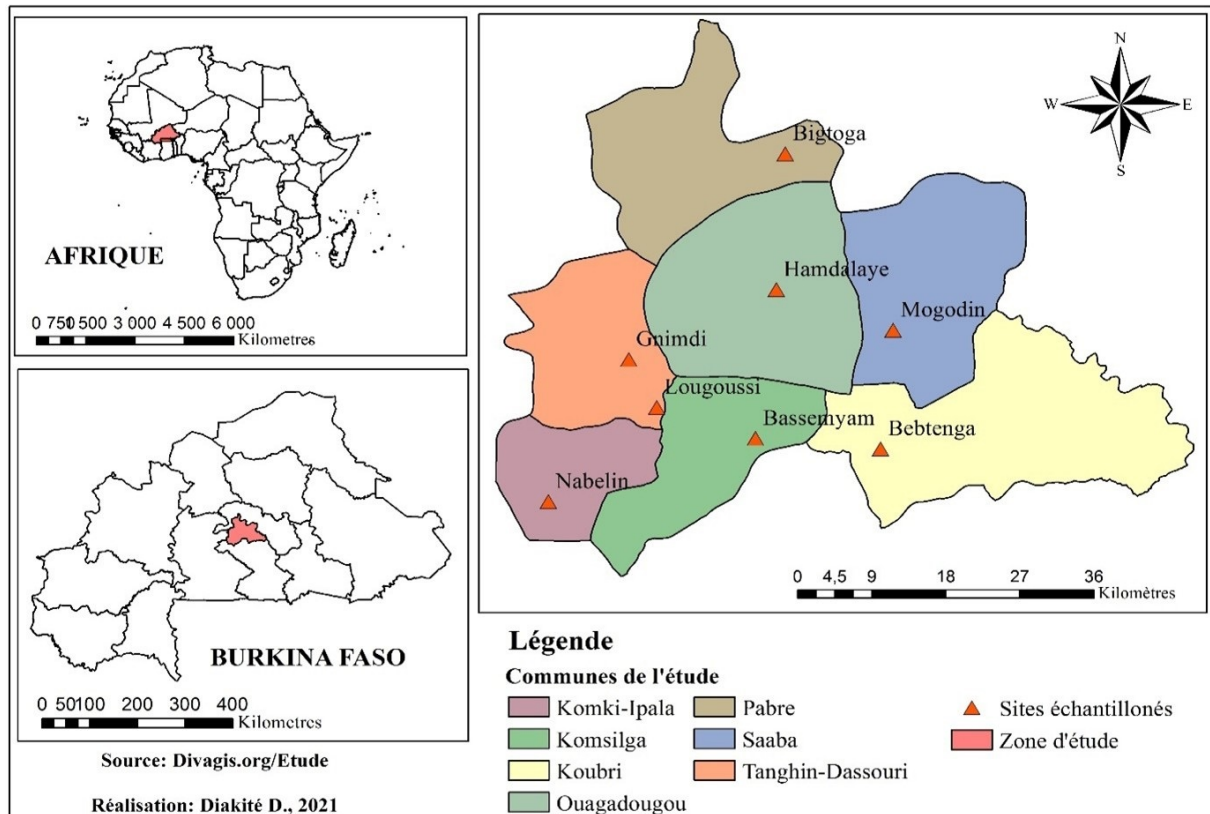 AFRIQUE
0 750 1 500 3 000 4 500 6 000
Kilometres
BURKINA FASO
0 50 100 200 300 400
Kilometres
Source: Divagis.org/Etude
Réalisation: Diakité D., 2021
N
W
E
S
Bigtoga
Hamdalaye
Mogodin
Gnimdi
Lougoussi
Bassemyam
Bebtenga
Nabelin
0 4,5 9 18 27 36
Kilomètres
Légende
Communes de l'étude
Komki-Ipala
Komsilga
Koubri
Ouagadougou
Pabre
Saaba
Tanghin-Dassouri
Sites échantillonés
Zone d'étude